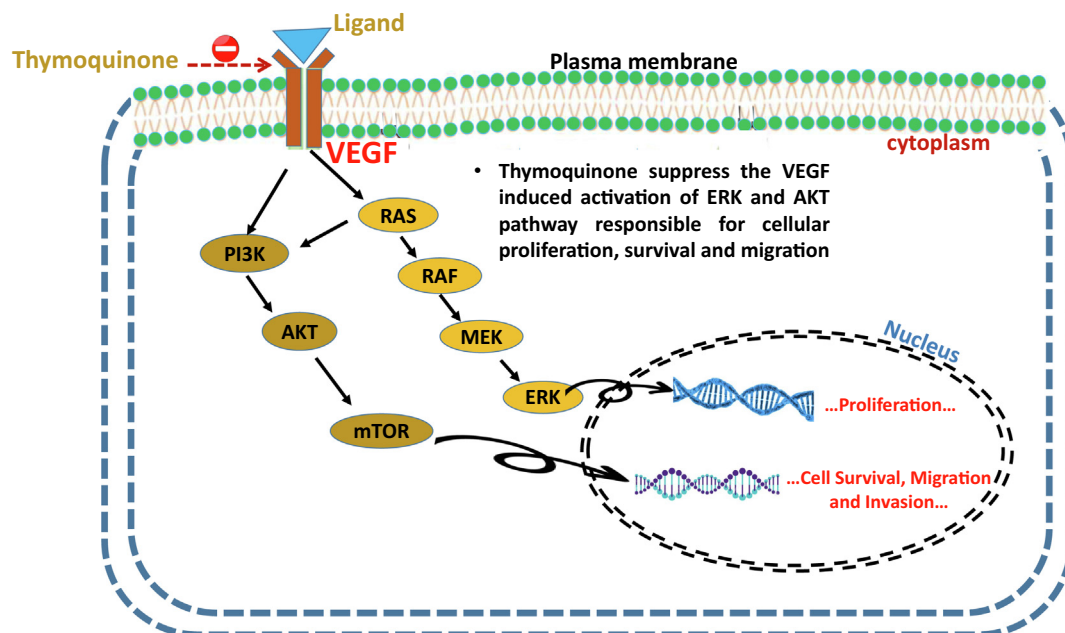 Ligand
Thymoquinone
Plasma membrane
VEGF
cytoplasm
• Thymoquinone suppress the VEGF
induced activation of ERK and AKT
pathway responsible for cellular
proliferation, survival and migration
RAS
PI3K
RAF
AKT
MEK
Nucleus
ERK
...Proliferation...
mTOR
...Cell Survival, Migration
and Invasion...